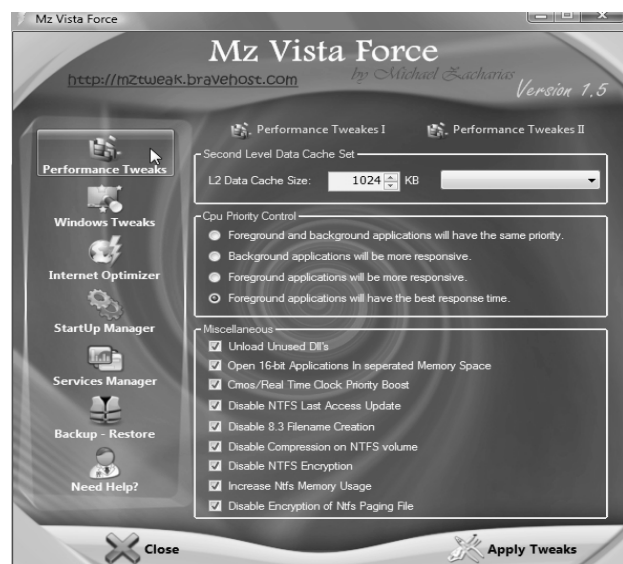 Mz Vista Force
Mz Vista Force
by Michael Zacharias
http://mztweak.bravehost.com
Version 1.5
Performance Tweakes I
Performance Tweakes II
Performance Tweaks
Windows Tweaks
Internet Optimizer
StartUp Manager
Services Manager
Backup - Restore
Need Help?
Second Level Data Cache Set
L2 Data Cache Size: 1024 KB
Cpu Priority Control
Foreground and background applications will have the same priority.
Background applications will be more responsive.
Foreground applications will be more responsive.
Foreground applications will have the best response time.
Miscellaneous
Unload Unused Dll's
Open 16-bit Applications In seperated Memory Space
Cmos/Real Time Clock Priority Boost
Disable NTFS Last Access Update
Disable 8.3 Filename Creation
Disable Compression on NTFS volume
Disable NTFS Encryption
Increase Ntfs Memory Usage
Disable Encryption of Ntfs Paging File
Close
Apply Tweaks